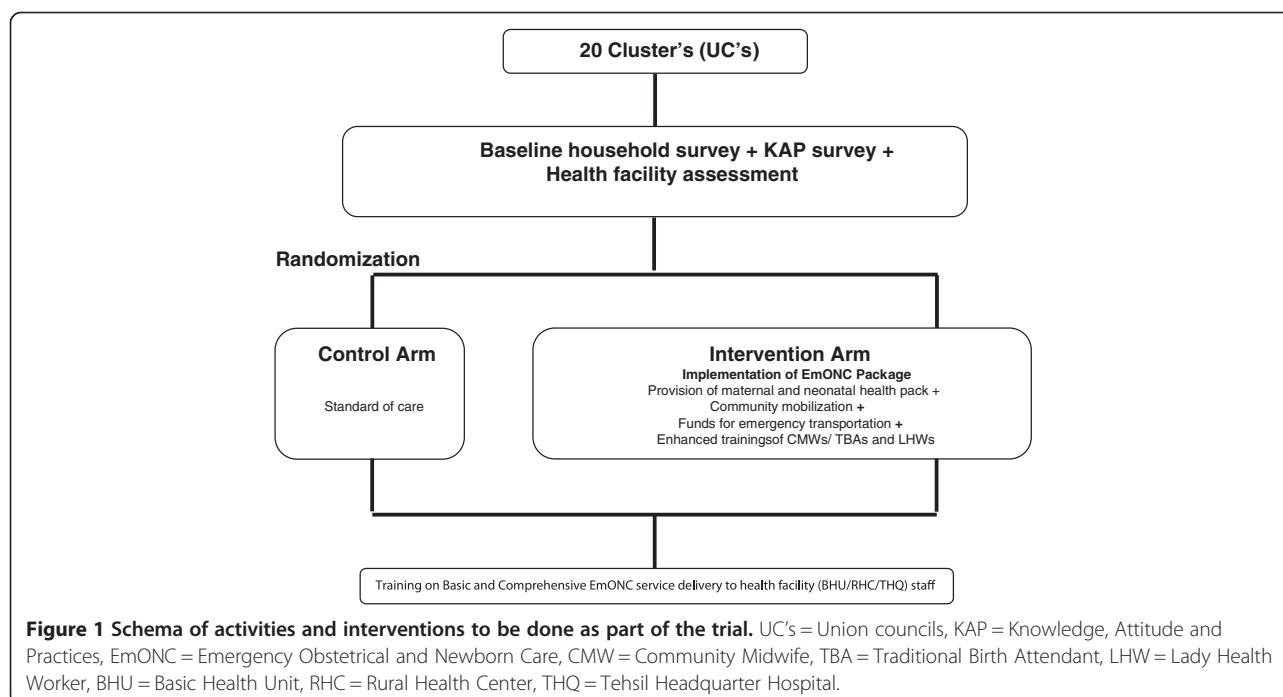 20 Cluster's (UC's)
Baseline household survey + KAP survey +
Health facility assessment
Randomization
Control Arm
Standard of care
Intervention Arm
Implementation of EmONC Package
Provision of maternal and neonatal health pack +
Community mobilization +
Funds for emergency transportation +
Enhanced trainingsof CMWs/ TBAs and LHWs
Training on Basic and Comprehensive EmONC service delivery to health facility (BHU/RHC/THQ) staff
Figure 1 Schema of activities and interventions to be done as part of the trial. UC's = Union councils, KAP = Knowledge, Attitude and
Practices, EmONC = Emergency Obstetrical and Newborn Care, CMW = Community Midwife, TBA = Traditional Birth Attendant, LHW = Lady Health
Worker, BHU = Basic Health Unit, RHC = Rural Health Center, THQ = Tehsil Headquarter Hospital.